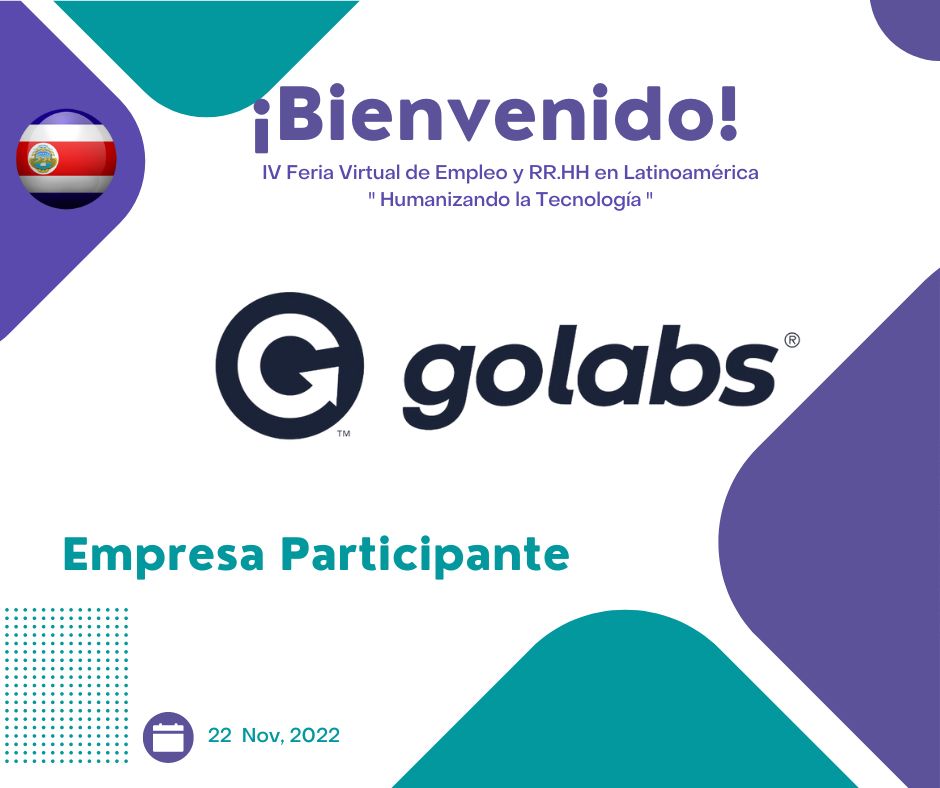 ¡Bienvenido!
IV Feria Virtual de Empleo y RR.HH en Latinoamérica
" Humanizando la Tecnología "
golabs®
TM
Empresa Participante
22 Nov, 2022